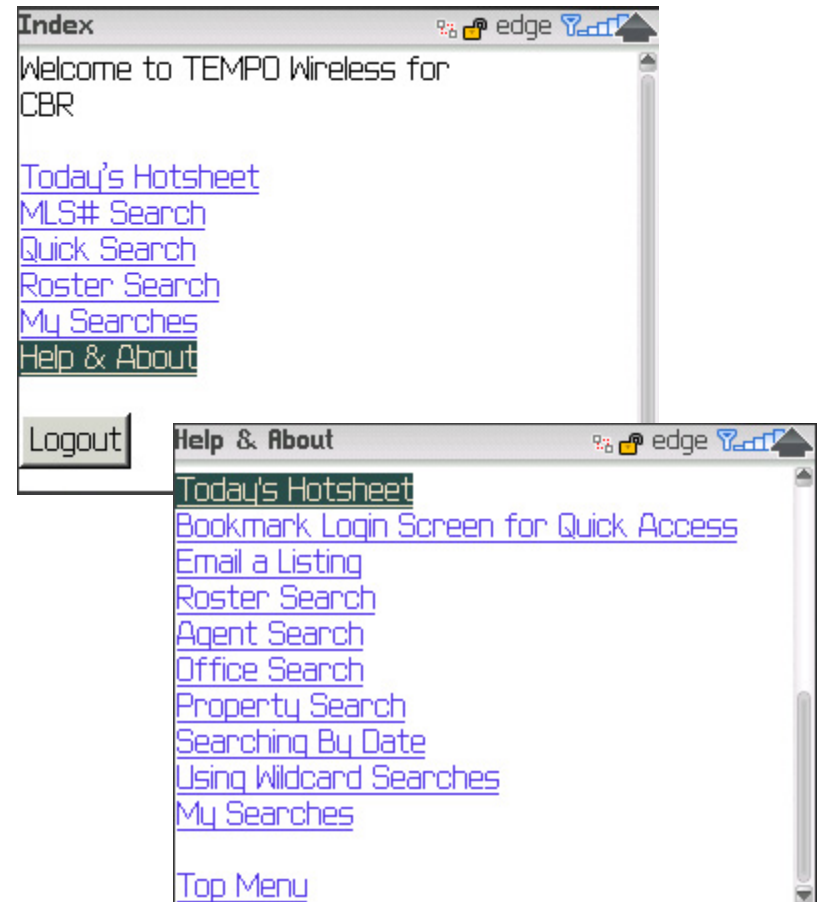 Index
edge
Welcome to TEMPO Wireless for
CBR
Today's Hotsheet
MLS# Search
Quick Search
Roster Search
My Searches
Help & About
Logout
Help & About
edge
Today's Hotsheet
Bookmark Login Screen for Quick Access
Email a Listing
Roster Search
Agent Search
Office Search
Property Search
Searching By Date
Using Wildcard Searches
My Searches
Top Menu